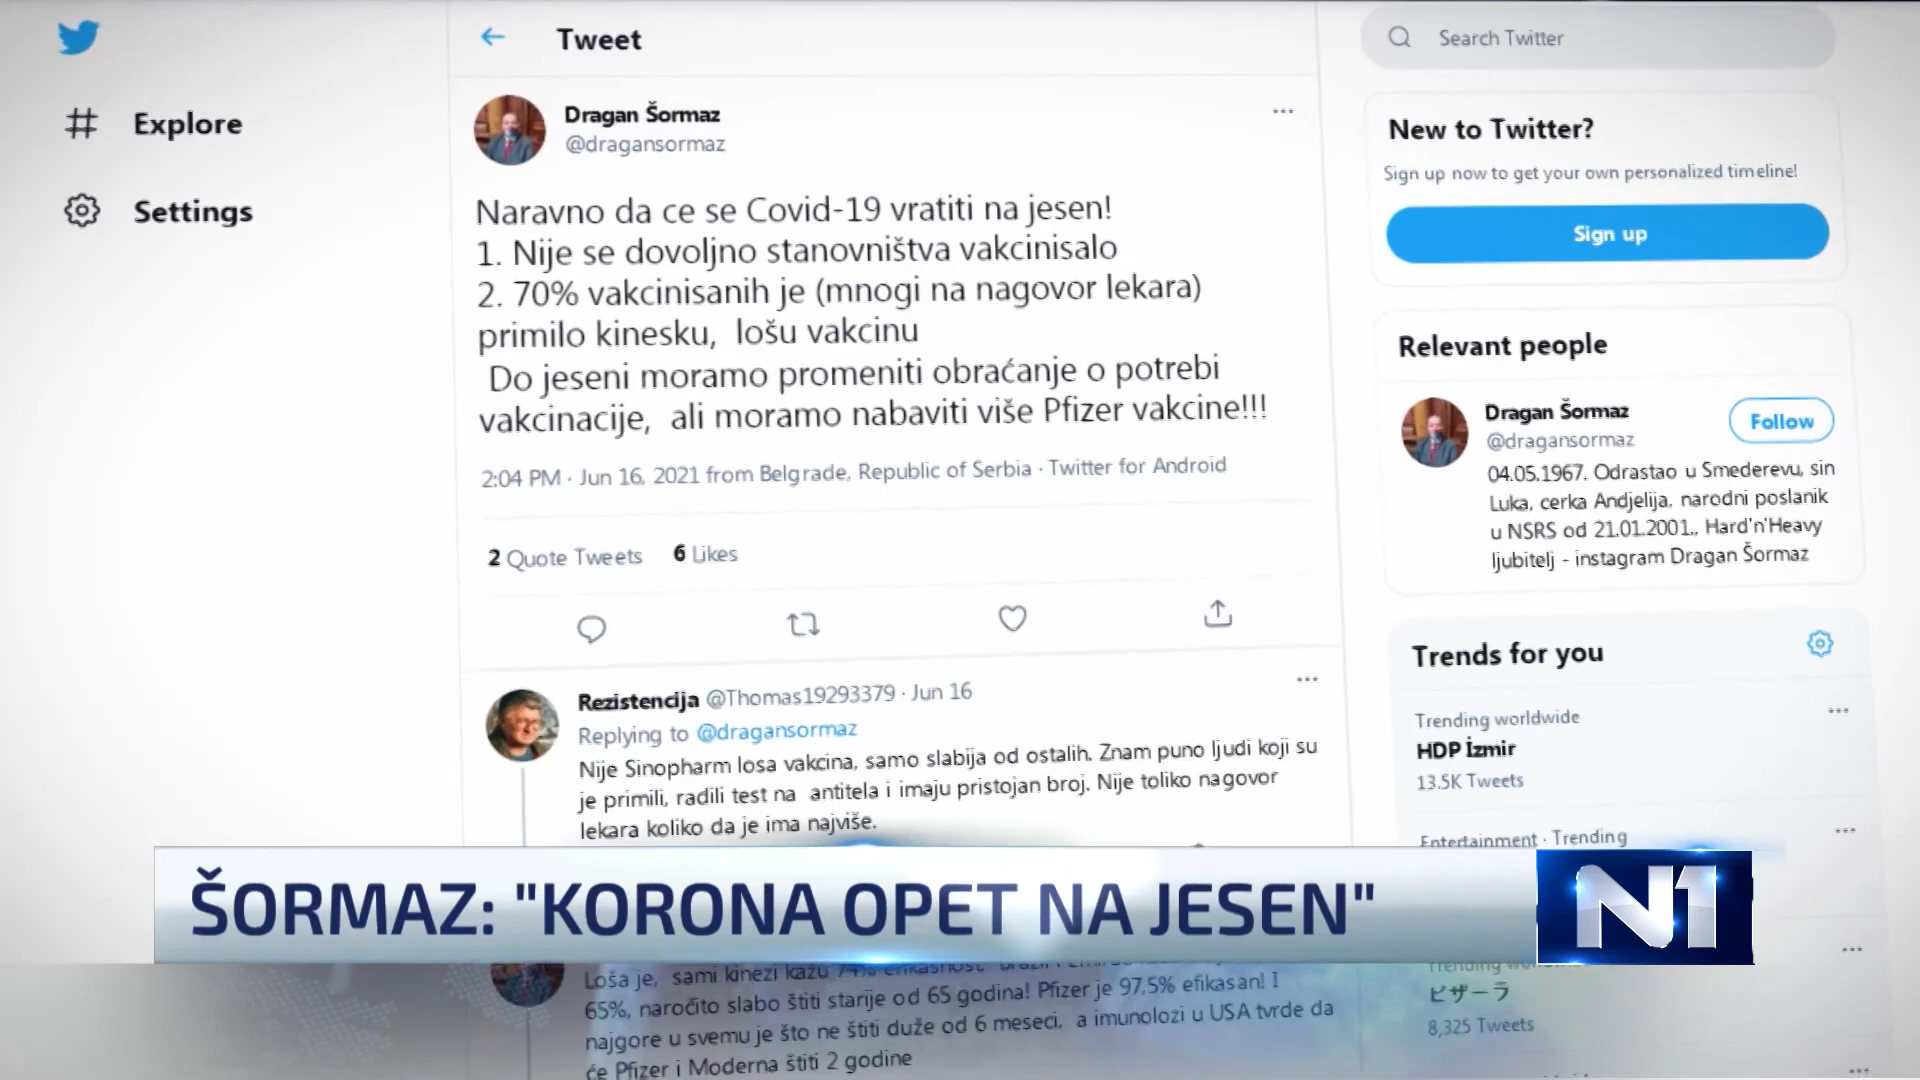 Explore
Settings
Tweet
Dragan Šormaz
@dragansormaz
Naravno da ce se Covid-19 vratiti na jesen!
1. Nije se dovoljno stanovništva vakcinisalo
2. 70% vakcinisanih je (mnogi na nagovor lekara)
primilo kinesku, lošu vakcinu
Do jeseni moramo promeniti obraćanje o potrebi
vakcinacije, ali moramo nabaviti više Pfizer vakcine!!!
2:04 PM · Jun 16, 2021 from Belgrade, Republic of Serbia · Twitter for Android
2 Quote Tweets 6 Likes
Rezistencija @Thomas19293379 · Jun 16
Replying to @dragansormaz
Nije Sinopharm losa vakcina, samo slabija od ostalih. Znam puno ljudi koji su
je primili, radili test na antitela i imaju pristojan broj. Nije toliko nagovor
lekara koliko da je ima najviše.
Loša je, sami kinezi kažu 74% efikasnost
65%, naročito slabo štiti starije od 65 godina! Pfizer je 97,5% efikasan! I
najgore u svemu je što ne štiti duže od 6 meseci, a imunolozi u USA tvrde da
će Pfizer i Moderna štiti 2 godine
Search Twitter
New to Twitter?
Sign up now to get your own personalized timeline!
Sign up
Relevant people
Dragan Šormaz
@dragansormaz
Follow
04.05.1967. Odrastao u Smederevu, sin
Luka, cerka Andjelija, narodni poslanik
u NSRS od 21.01.2001., Hard'n'Heavy
ljubitelj - instagram Dragan Šormaz
Trends for you
Trending worldwide
HDP İzmir
13.5K Tweets
Entertainment · Trending
Trending
ピザーラ
8,325 Tweets
ŠORMAZ: "KORONA OPET NA JESEN"
N1